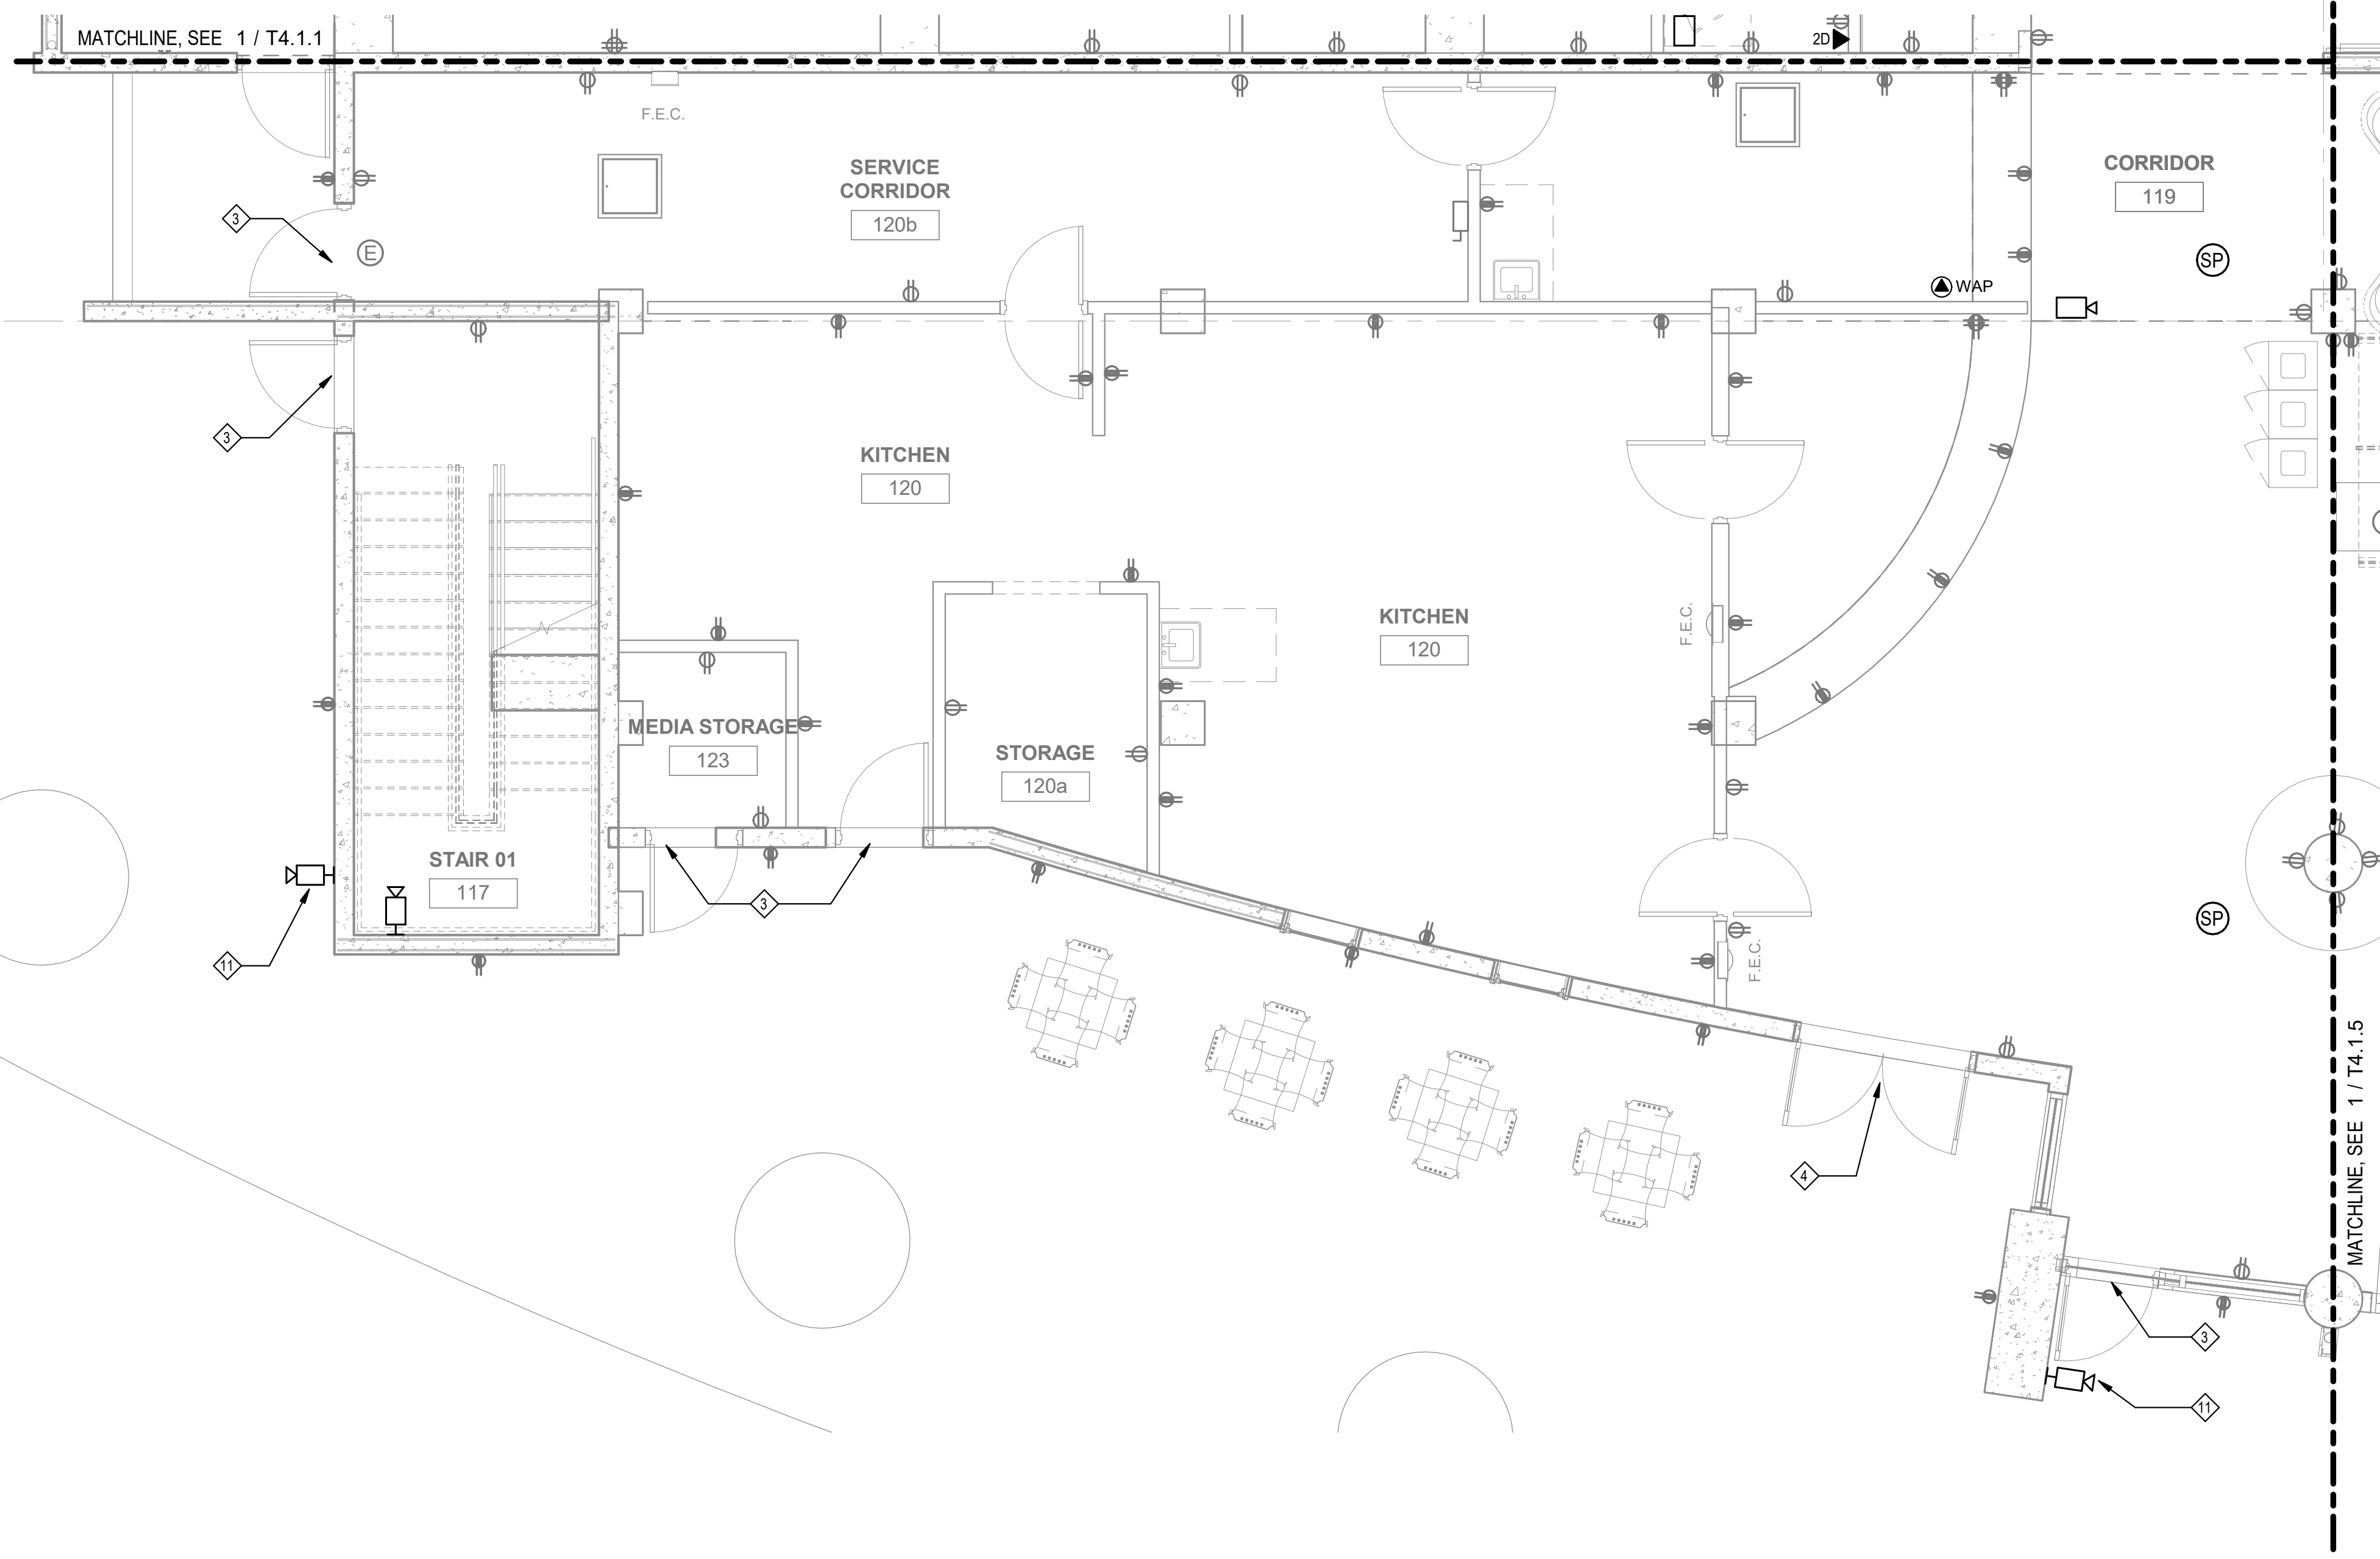 MATCHLINE, SEE 1 / T4.1.1
2D
F.E.C.
SERVICE
CORRIDOR
120b
CORRIDOR
119
3
E
SP
WAP
3
KITCHEN
120
F.E.C.
KITCHEN
120
MEDIA STORAGE
123
STORAGE
120a
STAIR 01
117
3
SP
11
F.E.C.
MATCHLINE, SEE 1 / T4.1.5
4
3
11